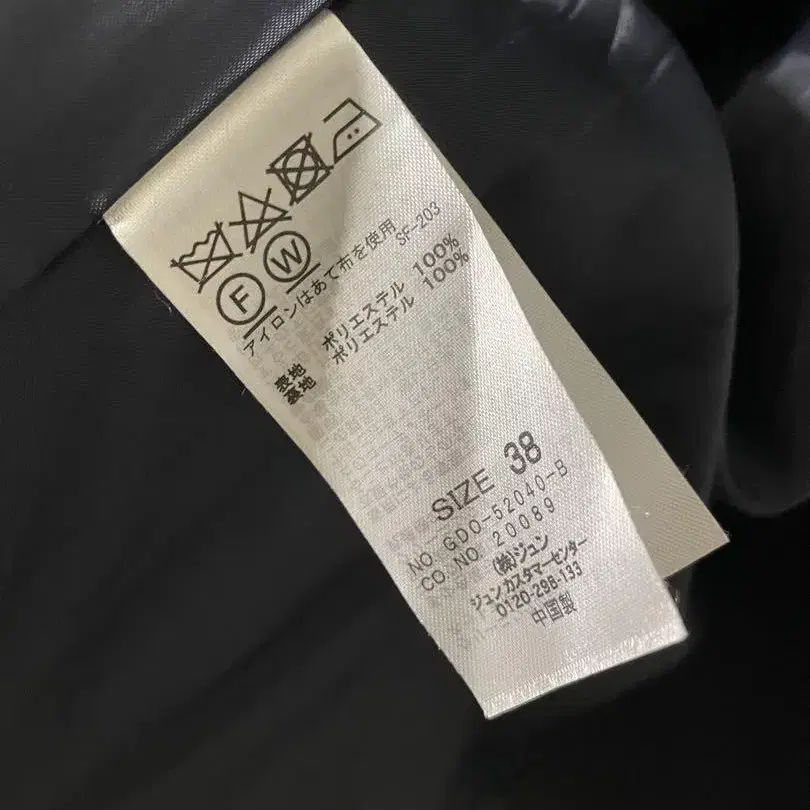 F W
アイロンはあて布を使用
SF-203
表地 ポリエステル 100%
裏地 ポリエステル 100%
SIZE 38
NO. GDO-52040-B
CO. NO. 20089
(株)ジュン
ジュンカスタマーセンター
0120-298-133
中国製